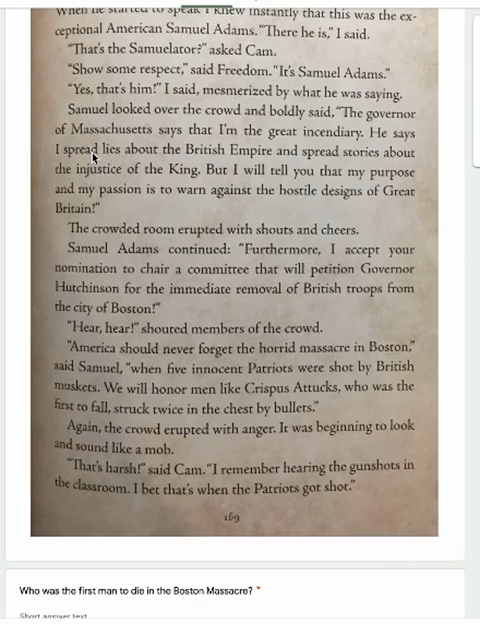 When he started to speak I knew instantly that this was the ex-
ceptional American Samuel Adams. “There he is,” I said.
“That’s the Samuelator?” asked Cam.
“Show some respect,” said Freedom. “It’s Samuel Adams.”
“Yes, that’s him!” I said, mesmerized by what he was saying.
Samuel looked over the crowd and boldly said, “The governor
of Massachusetts says that I’m the great incendiary. He says
I spread lies about the British Empire and spread stories about
the injustice of the King. But I will tell you that my purpose
and my passion is to warn against the hostile designs of Great
Britain!”
The crowded room erupted with shouts and cheers.
Samuel Adams continued: “Furthermore, I accept your
nomination to chair a committee that will petition Governor
Hutchinson for the immediate removal of British troops from
the city of Boston!”
“Hear, hear!” shouted members of the crowd.
“America should never forget the horrid massacre in Boston,”
said Samuel, “when five innocent Patriots were shot by British
muskets. We will honor men like Crispus Attucks, who was the
first to fall, struck twice in the chest by bullets.”
Again, the crowd erupted with anger. It was beginning to look
and sound like a mob.
“That’s harsh!” said Cam. “I remember hearing the gunshots in
the classroom. I bet that’s when the Patriots got shot.”
169
Who was the first man to die in the Boston Massacre? *
Short answer text